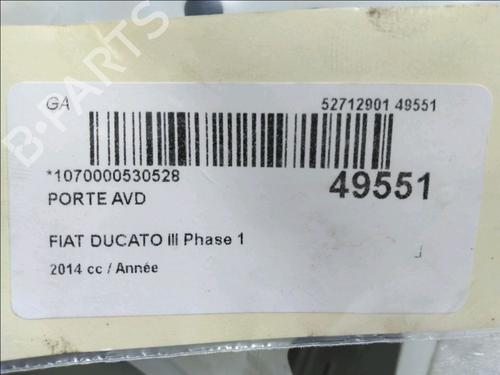 GA
52712901 49551
*1070000530528
49551
PORTE AVD
FIAT DUCATO III Phase 1
2014 cc / Année
B-PARTS